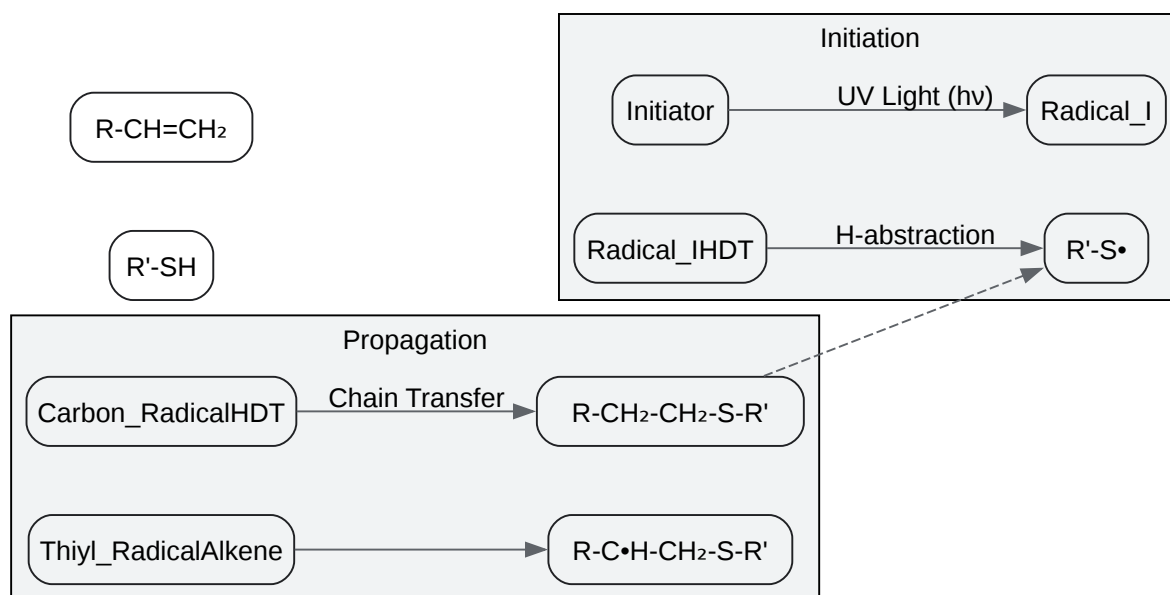 Initiation
R-CH=CH₂
Initiator
UV Light (hν)
Radical_I
R'-SH
Radical_IHDT
H-abstraction
R'-S•
Propagation
Carbon_RadicalHDT
Chain Transfer
R-CH₂-CH₂-S-R'
Thiyl_RadicalAlkene
R-C•H-CH₂-S-R'